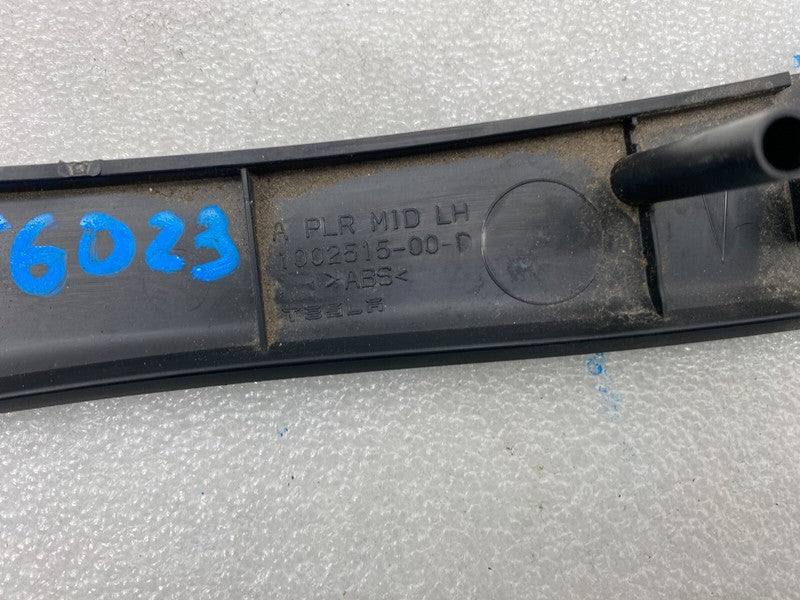 A PLR MID LH
1002515-00-D
>ABS<
TESLA
6023